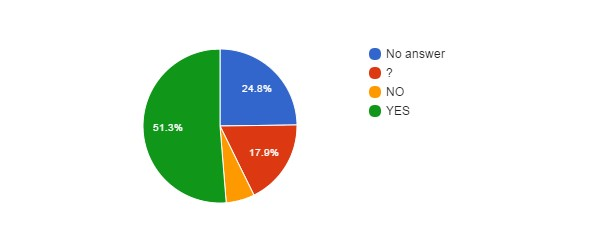 No answer
?
NO
YES
24.8%
17.9%
51.3%